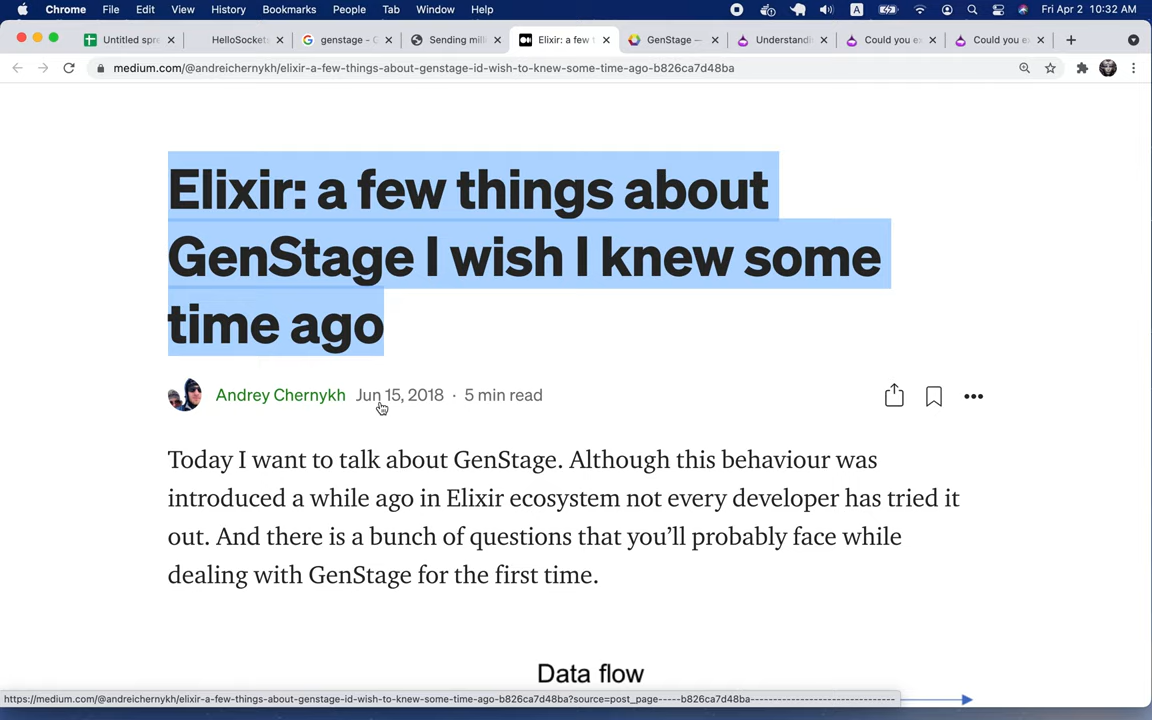 Chrome File Edit View History Bookmarks People Tab Window Help A Fri Apr 2 10:32 AM
Untitled spre HelloSocket genstage - G Sending mill Elixir: a few t GenStage — Understandi Could you ex Could you ex
medium.com/@andreichernykh/elixir-a-few-things-about-genstage-id-wish-to-knew-some-time-ago-b826ca7d48ba
Elixir: a few things about
GenStage I wish I knew some
time ago
Andrey Chernykh Jun 15, 2018 · 5 min read
Today I want to talk about GenStage. Although this behaviour was
introduced a while ago in Elixir ecosystem not every developer has tried it
out. And there is a bunch of questions that you’ll probably face while
dealing with GenStage for the first time.
Data flow
https://medium.com/@andreichernykh/elixir-a-few-things-about-genstage-id-wish-to-knew-some-time-ago-b826ca7d48ba?source=post_page-----b826ca7d48ba--------------------------------